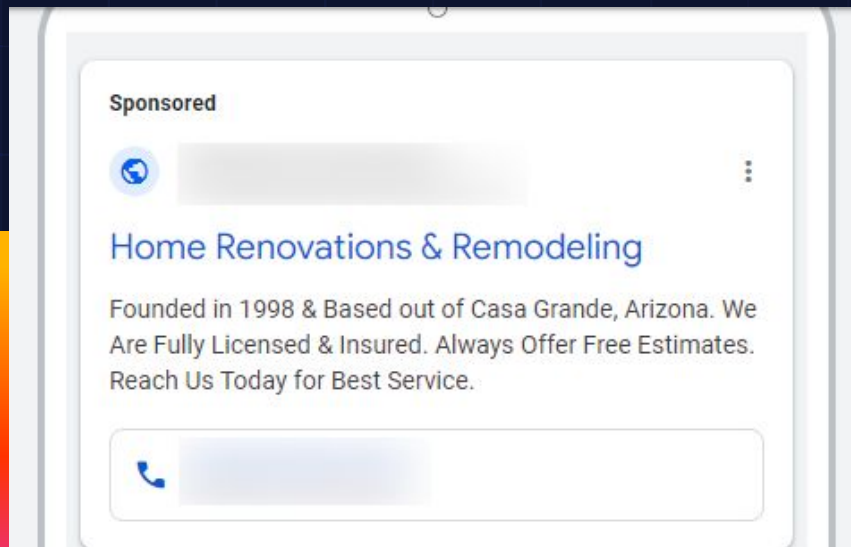 Sponsored
Home Renovations & Remodeling
Founded in 1998 & Based out of Casa Grande, Arizona. We
Are Fully Licensed & Insured. Always Offer Free Estimates.
Reach Us Today for Best Service.